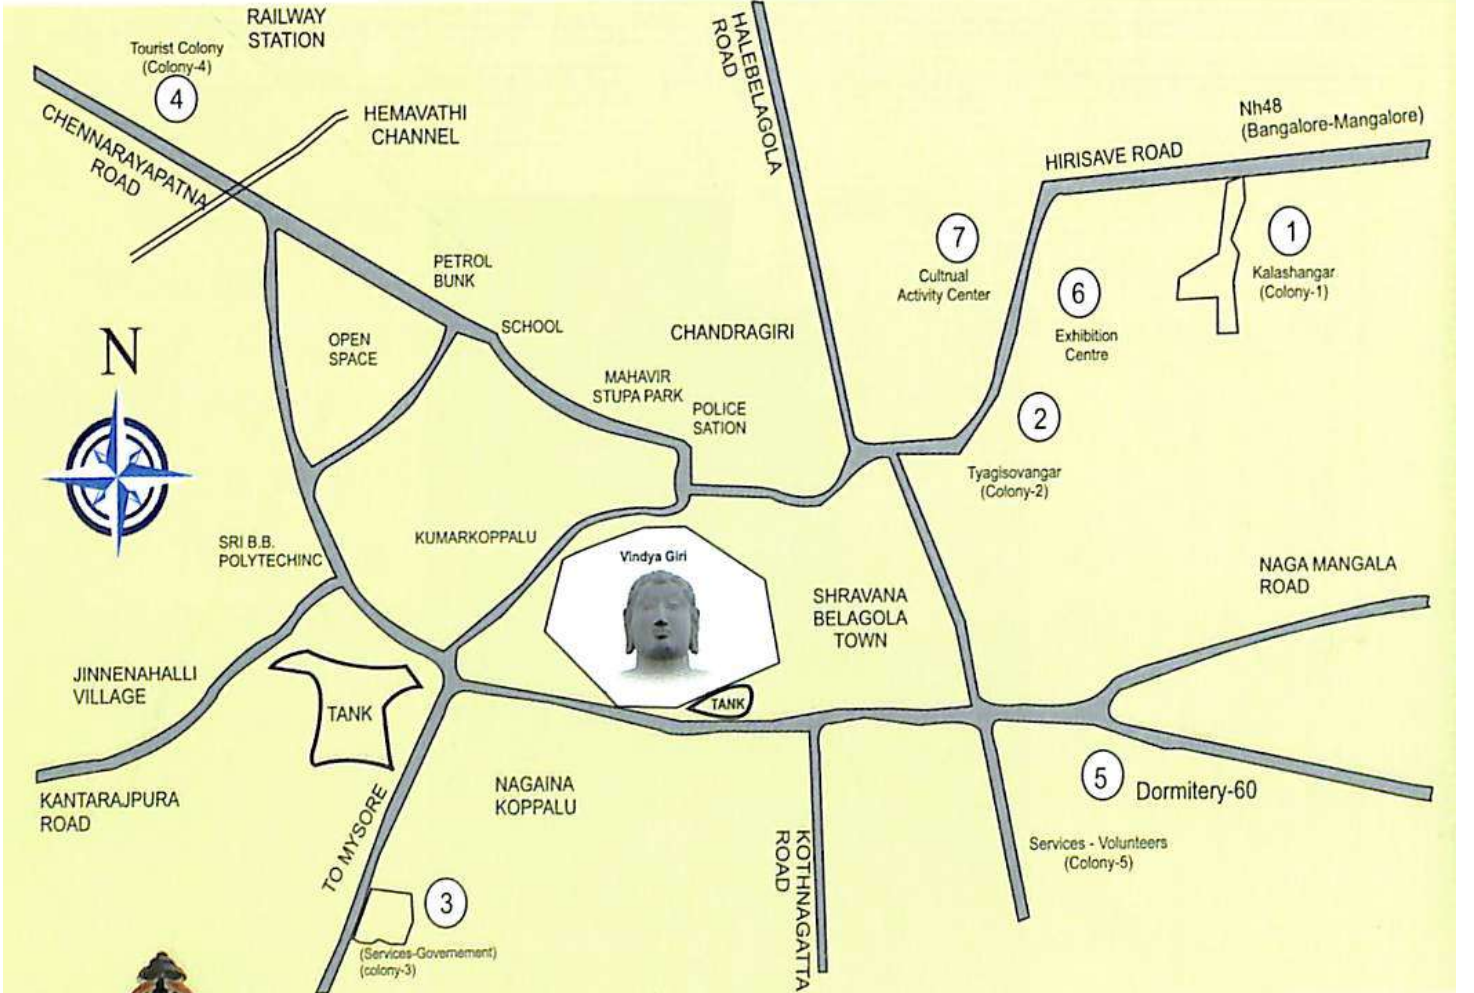 RAILWAY
STATION
Tourist Colony
(Colony-4)
4
HEMAVATHI
CHANNEL
CHENNARAYAPATNA
ROAD
HALEBELAGOLA
ROAD
Nh48
(Bangalore-Mangalore)
HIRISAVE ROAD
7
Cultrual
Activity Center
1
Kalashangar
(Colony-1)
6
Exhibition
Centre
PETROL
BUNK
SCHOOL
OPEN
SPACE
N
CHANDRAGIRI
MAHAVIR
STUPA PARK
POLICE
SATION
2
Tyagisovangar
(Colony-2)
SRI B.B.
POLYTECHINC
KUMARKOPPALU
Vindya Giri
SHRAVANA
BELAGOLA
TOWN
NAGA MANGALA
ROAD
JINNENAHALLI
VILLAGE
TANK
TANK
KANTARAJPURA
ROAD
NAGAINA
KOPPALU
5
Dormitery-60
Services - Volunteers
(Colony-5)
TO MYSORE
KOTHNAGATTA
ROAD
3
(Services-Governement)
(colony-3)